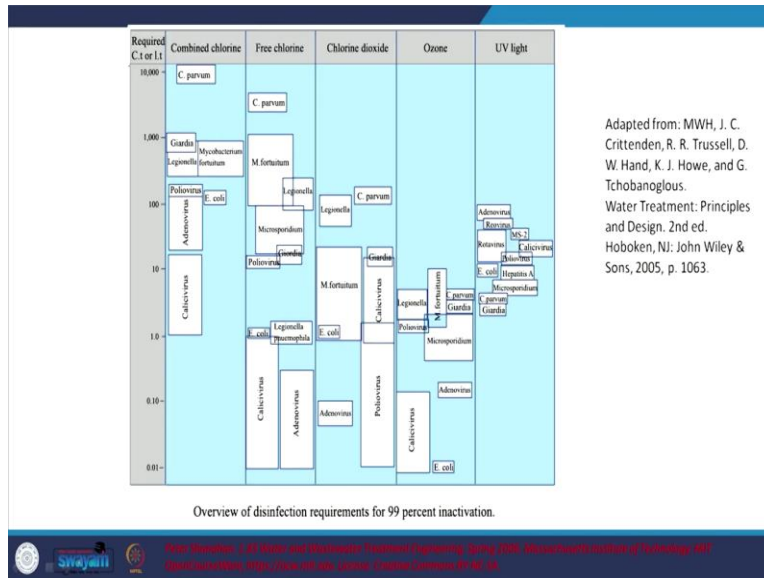 Required
C.t or I.t
Combined chlorine
Free chlorine
Chlorine dioxide
Ozone
UV light
10,000
1,000
100
10
1.0
0.10
0.01
C. parvum
Giardia
Legionella
Mycobacterium
fortuitum
Poliovirus
E. coli
Adenovirus
Calicivirus
C. parvum
M.fortuitum
Legionella
Microsporidium
Giardia
Poliovirus
E. coli
Legionella
pneumophila
Calicivirus
Adenovirus
C. parvum
Legionella
M.fortuitum
Giardia
Calicivirus
E. coli
Adenovirus
Poliovirus
Legionella
M.fortuitum
C.parvum
Giardia
Poliovirus
Microsporidium
Adenovirus
Calicivirus
E. coli
Adenovirus
Reovirus
MS-2
Rotavirus
Calicivirus
Poliovirus
E. coli
Hepatitis A
Microsporidium
C.parvum
Giardia
Overview of disinfection requirements for 99 percent inactivation.
Adapted from: MWH, J. C.
Crittenden, R. R. Trussell, D.
W. Hand, K. J. Howe, and G.
Tchobanoglous.
Water Treatment: Principles
and Design. 2nd ed.
Hoboken, NJ: John Wiley &
Sons, 2005, p. 1063.
swayam